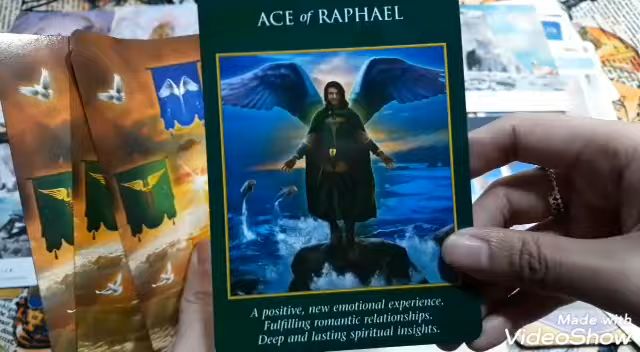 ACE of RAPHAEL
A positive, new emotional experience.
Fulfilling romantic relationships.
Deep and lasting spiritual insights.
Made with
VideoShow